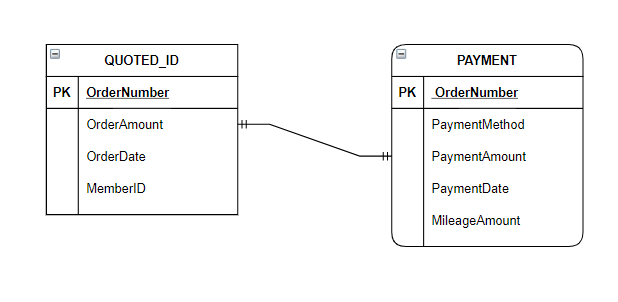 QUOTED_ID
PK OrderNumber
OrderAmount
OrderDate
MemberID
PAYMENT
PK OrderNumber
PaymentMethod
PaymentAmount
PaymentDate
MileageAmount